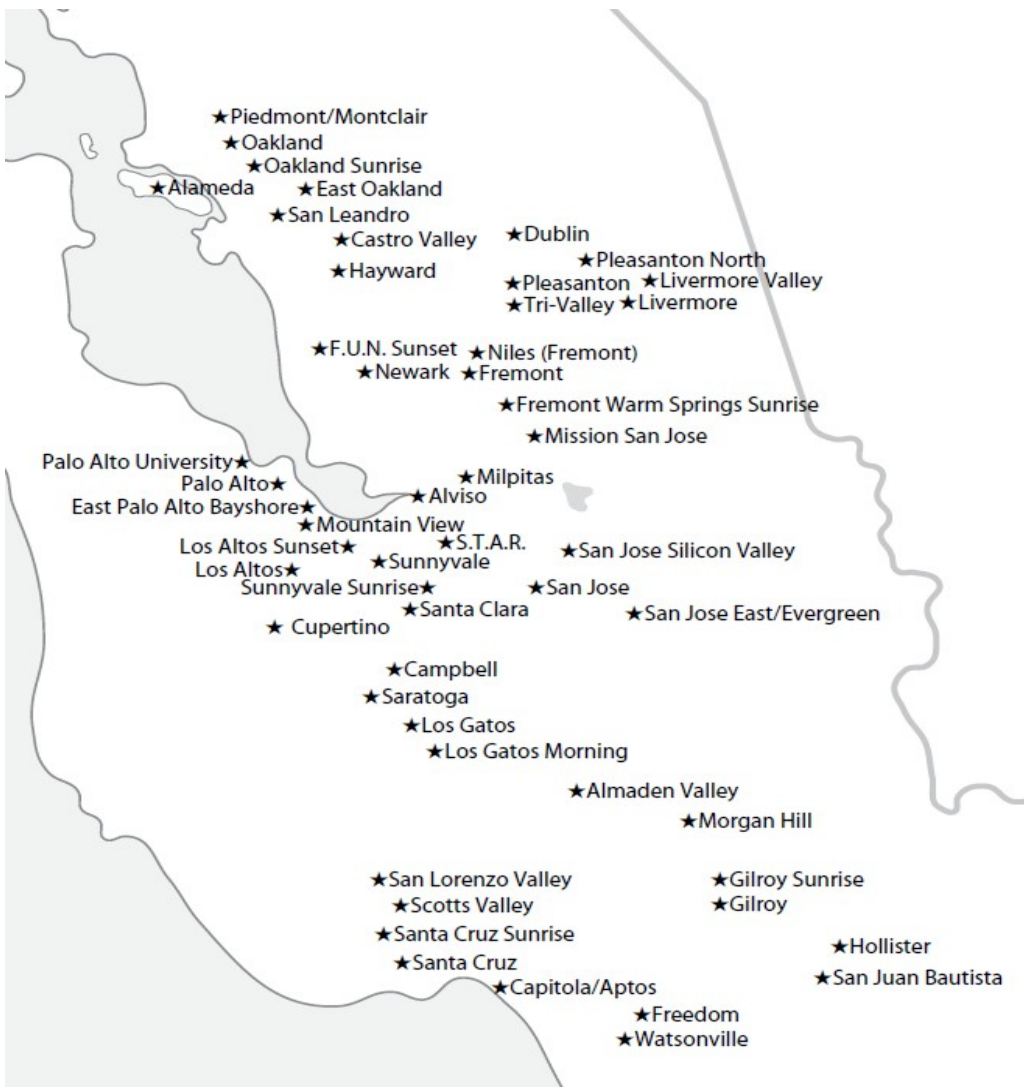 ★Piedmont/Montclair
★Oakland
★Oakland Sunrise
★Alameda
★East Oakland
★San Leandro
★Castro Valley
★Dublin
★Pleasanton North
★Hayward
★Pleasanton
★Livermore Valley
★Tri-Valley
★Livermore
★F.U.N. Sunset
★Niles (Fremont)
★Newark
★Fremont
★Fremont Warm Springs Sunrise
★Mission San Jose
Palo Alto University★
★Milpitas
Palo Alto★
★Alviso
East Palo Alto Bayshore★
★Mountain View
★S.T.A.R.
Los Altos Sunset★
★San Jose Silicon Valley
★Sunnyvale
Los Altos★
Sunnyvale Sunrise★
★San Jose
★Santa Clara
★San Jose East/Evergreen
★ Cupertino
★Campbell
★Saratoga
★Los Gatos
★Los Gatos Morning
★Almaden Valley
★Morgan Hill
★San Lorenzo Valley
★Gilroy Sunrise
★Scotts Valley
★Gilroy
★Santa Cruz Sunrise
★Hollister
★Santa Cruz
★San Juan Bautista
★Capitola/Aptos
★Freedom
★Watsonville